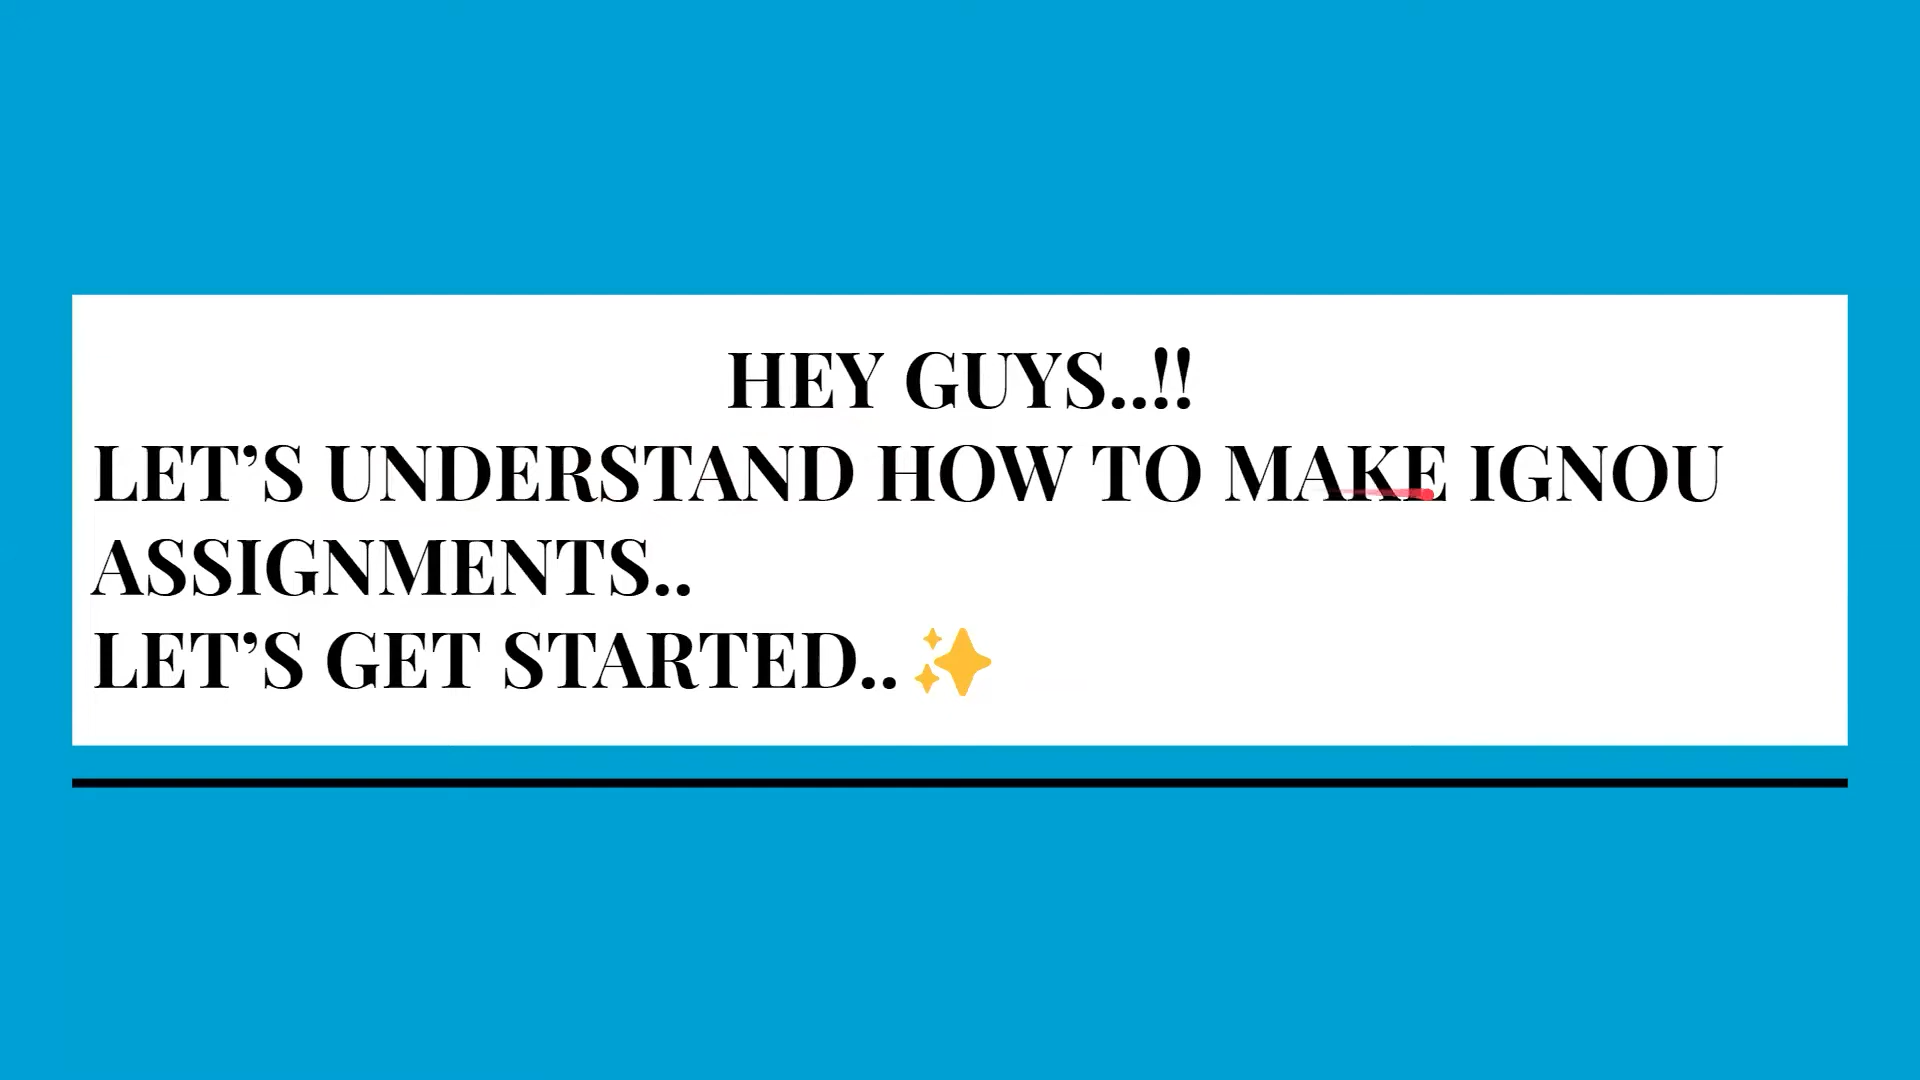 HEY GUYS..!!
LET’S UNDERSTAND HOW TO MAKE IGNOU
ASSIGNMENTS..
LET’S GET STARTED.. ✨